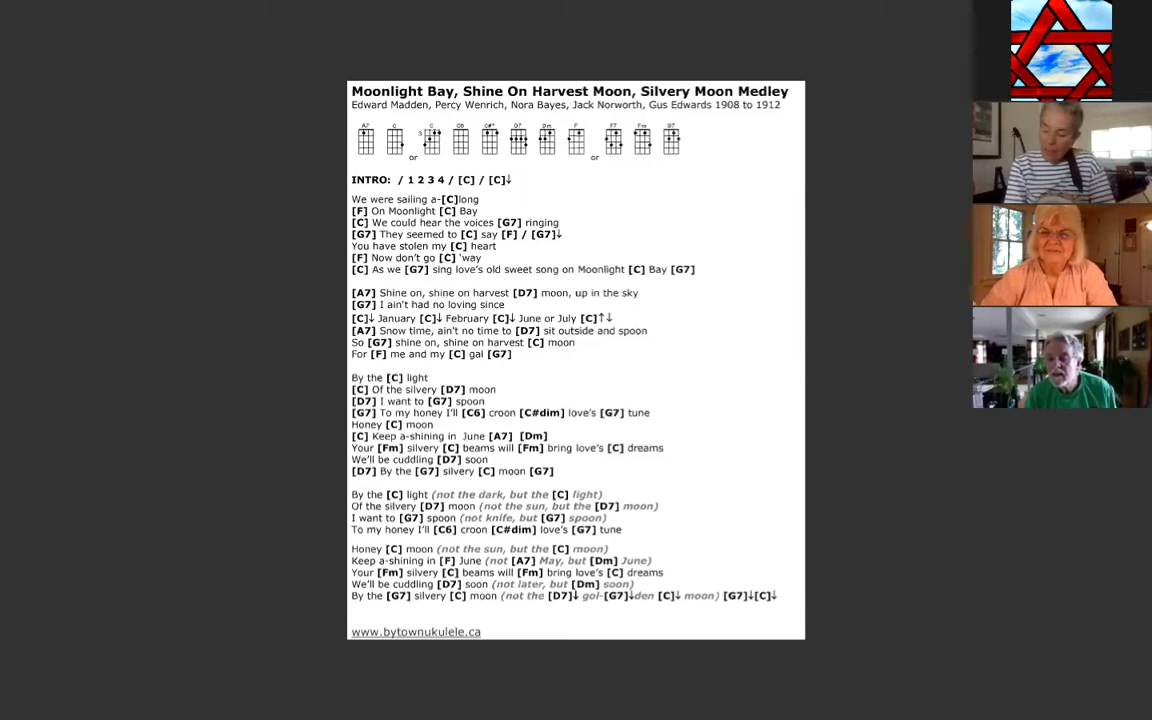 Moonlight Bay, Shine On Harvest Moon, Silvery Moon Medley
Edward Madden, Percy Wenrich, Nora Bayes, Jack Norworth, Gus Edwards 1908 to 1912
A7 C C C6 C#° D7 Dm F F7 Fm G7
3
or or
INTRO: / 1 2 3 4 / [C] / [C]↓
We were sailing a-[C]long
[F] On Moonlight [C] Bay
[C] We could hear the voices [G7] ringing
[G7] They seemed to [C] say [F] / [G7]↓
You have stolen my [C] heart
[F] Now don't go [C] 'way
[C] As we [G7] sing love's old sweet song on Moonlight [C] Bay [G7]
[A7] Shine on, shine on harvest [D7] moon, up in the sky
[G7] I ain't had no loving since
[C]↓ January [C]↓ February [C]↓ June or July [C]↑↓
[A7] Snow time, ain't no time to [D7] sit outside and spoon
So [G7] shine on, shine on harvest [C] moon
For [F] me and my [C] gal [G7]
By the [C] light
[C] Of the silvery [D7] moon
[D7] I want to [G7] spoon
[G7] To my honey I'll [C6] croon [C#dim] love's [G7] tune
Honey [C] moon
[C] Keep a-shining in June [A7] [Dm]
Your [Fm] silvery [C] beams will [Fm] bring love's [C] dreams
We'll be cuddling [D7] soon
[D7] By the [G7] silvery [C] moon [G7]
By the [C] light (not the dark, but the [C] light)
Of the silvery [D7] moon (not the sun, but the [D7] moon)
I want to [G7] spoon (not knife, but [G7] spoon)
To my honey I'll [C6] croon [C#dim] love's [G7] tune
Honey [C] moon (not the sun, but the [C] moon)
Keep a-shining in [F] June (not [A7] May, but [Dm] June)
Your [Fm] silvery [C] beams will [Fm] bring love's [C] dreams
We'll be cuddling [D7] soon (not later, but [Dm] soon)
By the [G7] silvery [C] moon (not the [D7]↓ gol-[G7]↓den [C]↓ moon) [G7]↓[C]↓
www.bytownukulele.ca